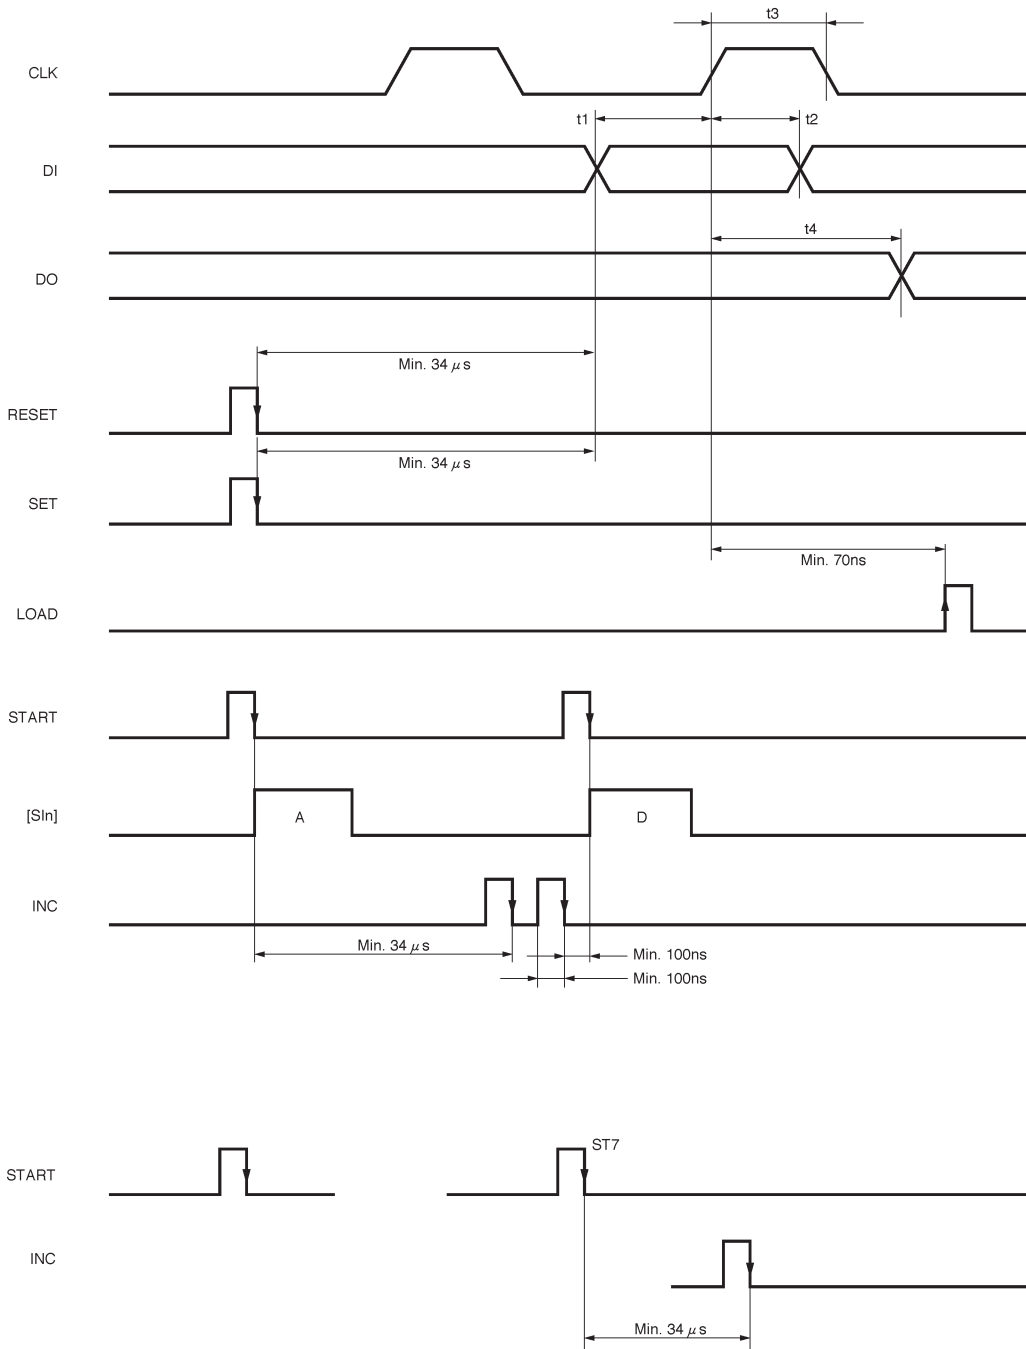 t3
CLK
t1
t2
DI
t4
DO
Min. 34 μs
RESET
Min. 34 μs
SET
Min. 70ns
LOAD
START
[SIn]
A
D
INC
Min. 34 μs
Min. 100ns
Min. 100ns
ST7
START
INC
Min. 34 μs